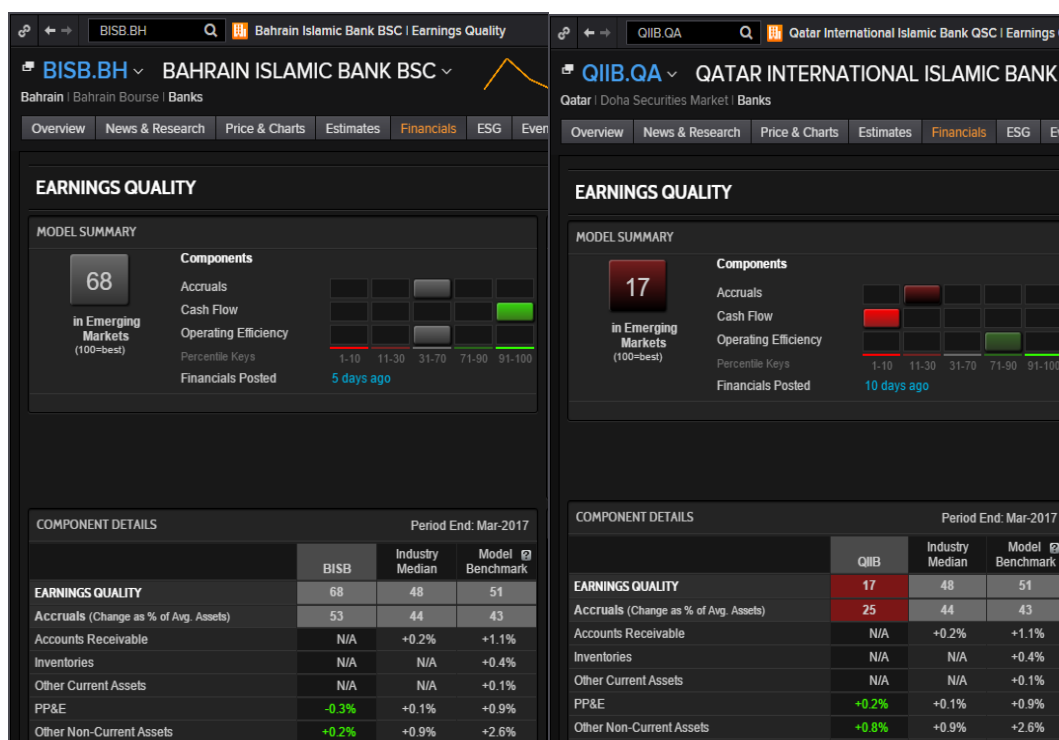 BISB.BH
Bahrain Islamic Bank BSC | Earnings Quality
BISB.BH
BAHRAIN ISLAMIC BANK BSC
Bahrain | Bahrain Bourse | Banks
Overview News & Research Price & Charts Estimates Financials ESG Even
EARNINGS QUALITY
MODEL SUMMARY
68
in Emerging
Markets
(100=best)
Components
Accruals
Cash Flow
Operating Efficiency
Percentile Keys 1-10 11-30 31-70 71-90 91-100
Financials Posted 5 days ago
COMPONENT DETAILS Period End: Mar-2017
BISB Industry Median Model Benchmark
EARNINGS QUALITY 68 48 51
Accruals (Change as % of Avg. Assets) 53 44 43
Accounts Receivable N/A +0.2% +1.1%
Inventories N/A N/A +0.4%
Other Current Assets N/A N/A +0.1%
PP&E -0.3% +0.1% +0.9%
Other Non-Current Assets +0.2% +0.9% +2.6%
QIIB.QA
Qatar International Islamic Bank QSC | Earnings
QIIB.QA
QATAR INTERNATIONAL ISLAMIC BANK
Qatar | Doha Securities Market | Banks
Overview News & Research Price & Charts Estimates Financials ESG E
EARNINGS QUALITY
MODEL SUMMARY
17
in Emerging
Markets
(100=best)
Components
Accruals
Cash Flow
Operating Efficiency
Percentile Keys 1-10 11-30 31-70 71-90 91-100
Financials Posted 10 days ago
COMPONENT DETAILS Period End: Mar-2017
QIIB Industry Median Model Benchmark
EARNINGS QUALITY 17 48 51
Accruals (Change as % of Avg. Assets) 25 44 43
Accounts Receivable N/A +0.2% +1.1%
Inventories N/A N/A +0.4%
Other Current Assets N/A N/A +0.1%
PP&E +0.2% +0.1% +0.9%
Other Non-Current Assets +0.8% +0.9% +2.6%